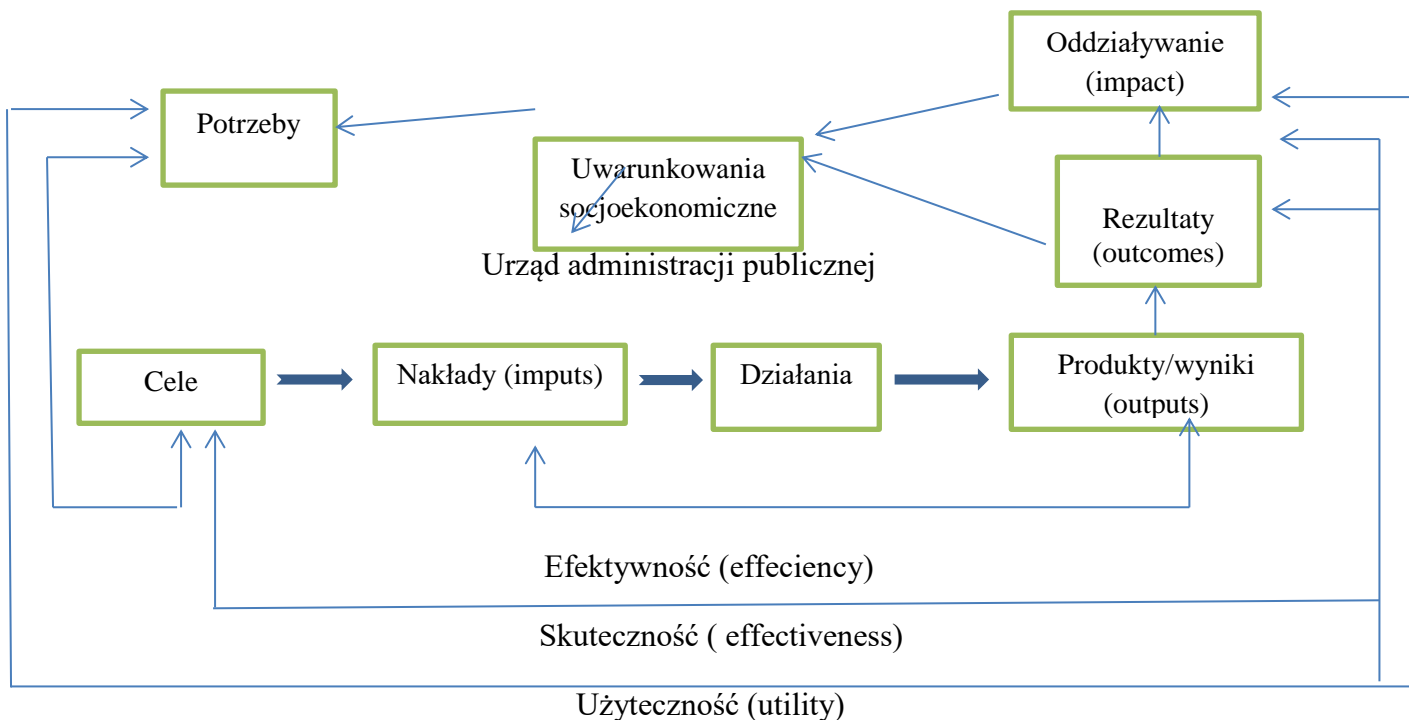 Oddziaływanie
(impact)
Potrzeby
Uwarunkowania
socjoekonomiczne
Rezultaty
(outcomes)
Urząd administracji publicznej
Cele
Nakłady (imputs)
Działania
Produkty/wyniki
(outputs)
Efektywność (effeciency)
Skuteczność ( effectiveness)
Użyteczność (utility)